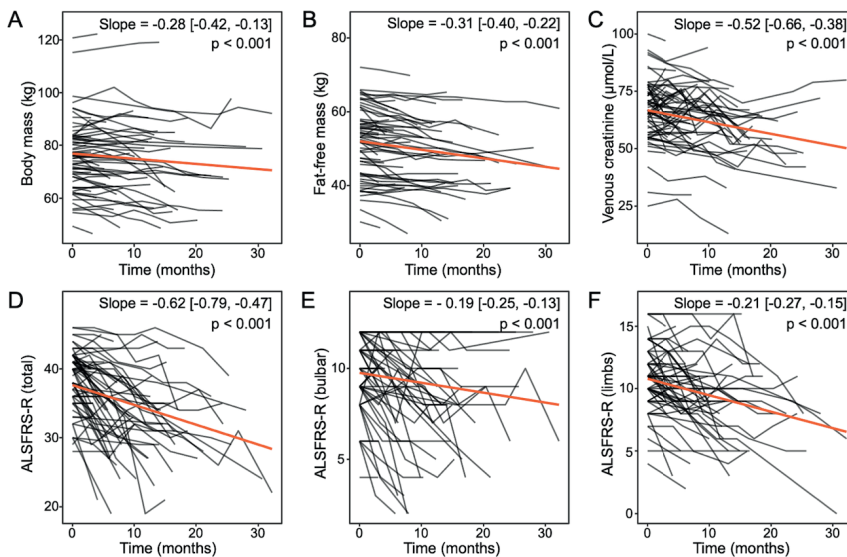 A
Slope = -0.28 [-0.42, -0.13]
p < 0.001
120
100
80
60
Body mass (kg)
0 10 20 30
Time (months)
B
Slope = -0.31 [-0.40, -0.22]
p < 0.001
80
60
40
Fat-free mass (kg)
0 10 20 30
Time (months)
C
Slope = -0.52 [-0.66, -0.38]
p < 0.001
100
75
50
25
Venous creatinine (µmol/L)
0 10 20 30
Time (months)
D
Slope = -0.62 [-0.79, -0.47]
p < 0.001
40
30
20
ALSFRS-R (total)
0 10 20 30
Time (months)
E
Slope = - 0.19 [-0.25, -0.13]
p < 0.001
10
5
ALSFRS-R (bulbar)
0 10 20 30
Time (months)
F
Slope = -0.21 [-0.27, -0.15]
p < 0.001
15
10
5
0
ALSFRS-R (limbs)
0 10 20 30
Time (months)